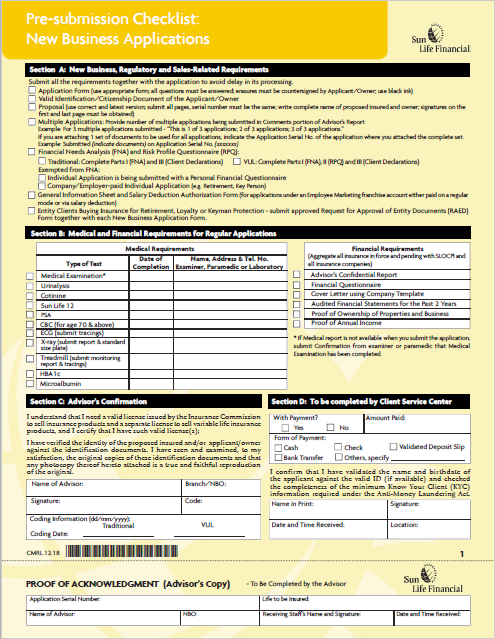 Pre-submission Checklist:
New Business Applications
Sun
Life Financial
Section A: New Business, Regulatory and Sales-Related Requirements
Submit all the requirements together with the application to avoid delay in its processing.
Application Form (use appropriate form; all questions must be answered; erasures must be countersigned by Applicant/Owner; use black ink)
Valid Identification/Citizenship Document of the Applicant/Owner
Proposal (use correct and latest version; submit all pages, serial number must be the same; write complete name of proposed insured and owner; signatures on the
first and last page must be obtained)
Multiple Applications: Provide number of multiple applications being submitted in Comments portion of Advisor's Report
Example: For 3 multiple applications submitted - "This is 1 of 3 applications; 2 of 3 applications; 3 of 3 applications."
If you are attaching 1 set of documents to be used for all applications, indicate the Application Serial No. of the application where you attached the complete set.
Example: Submitted (indicate documents) on Application Serial No. (xxxxxxx)
Financial Needs Analysis (FNA) and Risk Profile Questionnaire (RPQ):
Traditional: Complete Parts I (FNA) and III (Client Declarations) VUL: Complete Parts I (FNA), II (RPQ) and III (Client Declarations)
Exempted from FNA:
Individual Application is being submitted with a Personal Financial Questionnaire
Company/Employer-paid Individual Application (e.g. Retirement, Key Person)
General Information Sheet and Salary Deduction Authorization Form (for applications under an Employee Marketing franchise account either paid on a regular
mode or via salary deduction)
Entity Clients Buying Insurance for Retirement, Loyalty or Keyman Protection - submit approved Request for Approval of Entity Documents (RAED)
Form together with each New Business Application Form.
Section B: Medical and Financial Requirements for Regular Applications
Medical Requirements
Type of Test
Date of
Completion
Name, Address & Tel. No.
Examiner, Paramedic or Laboratory
Medical Examination*
Urinalysis
Cotinine
Sun Life 12
PSA
CBC (for age 70 & above)
ECG (submit tracings)
X-ray (submit report & standard
size plate)
Treadmill (submit monitoring
report & tracings)
HBA1c
Microalbumin
Financial Requirements
(Aggregate all insurance in force and pending with SLOCPI and
all insurance companies)
Advisor's Confidential Report
Financial Questionnaire
Cover Letter using Company Template
Audited Financial Statements for the Past 2 Years
Proof of Ownership of Properties and Business
Proof of Annual Income
* If Medical report is not available when you submit the application,
submit Confirmation from examiner or paramedic that Medical
Examination has been completed.
Section C: Advisor's Confirmation
I understand that I need a valid license issued by the Insurance Commission
to sell insurance products and a separate license to sell variable life insurance
products, and I certify that I have such valid license(s);
I have verified the identity of the proposed insured and/or applicant/owner
against the identification documents. I have seen and examined, to my
satisfaction, the original copies of these identification documents and that
any photocopy thereof hereto attached is a true and faithful reproduction
of the original.
Name of Advisor: Branch/NBO:
Signature: Code:
Coding Information (dd/mm/yyyy):
Traditional VUL
Coding Date:
Section D: To be completed by Client Service Center
With Payment? Amount Paid:
Yes No
Form of Payment:
Cash Check Validated Deposit Slip
Bank Transfer Others, specify
I confirm that I have validated the name and birthdate of
the applicant against the valid ID (if available) and checked
the completeness of the minimum Know Your Client (KYC)
information required under the Anti-Money Laundering Act.
Name in Print: Signature:
Date and Time Received: Location:
CMRL.12.18
1
PROOF OF ACKNOWLEDGMENT (Advisor's Copy) - To Be Completed by the Advisor
Sun
Life Financial
Application Serial Number: Life to be Insured:
Name of Advisor: NBO: Receiving Staff's Name and Signature: Date and Time Received: